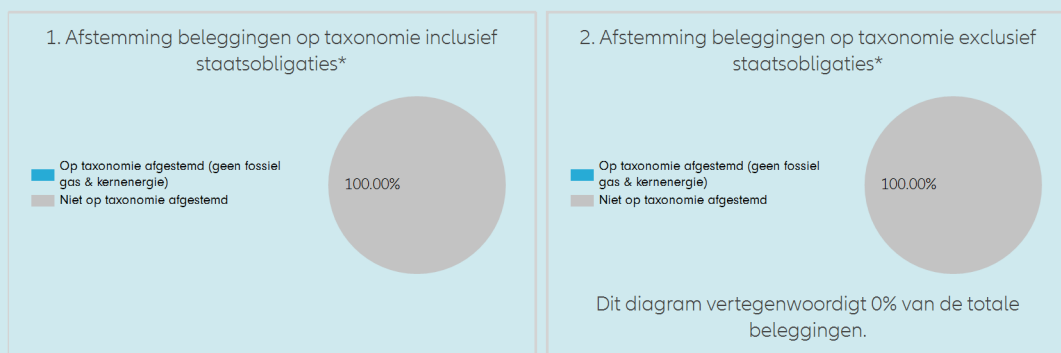 1. Afstemming beleggingen op taxonomie inclusief
staatsobligaties*
Op taxonomie afgestemd (geen fossiel
gas & kernenergie)
Niet op taxonomie afgestemd
100.00%
2. Afstemming beleggingen op taxonomie exclusief
staatsobligaties*
Op taxonomie afgestemd (geen fossiel
gas & kernenergie)
Niet op taxonomie afgestemd
100.00%
Dit diagram vertegenwoordigt 0% van de totale
beleggingen.